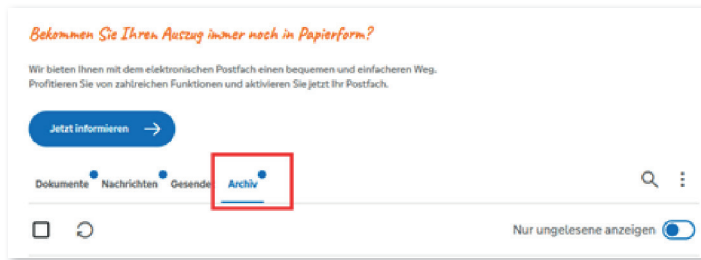 Bekommen Sie Ihren Auszug immer noch in Papierform?
Wir bieten Ihnen mit dem elektronischen Postfach einen bequemen und einfacheren Weg.
Profitieren Sie von zahlreichen Funktionen und aktivieren Sie jetzt Ihr Postfach.
Jetzt informieren
Dokumente Nachrichten Gesende Archiv
Nur ungelesene anzeigen